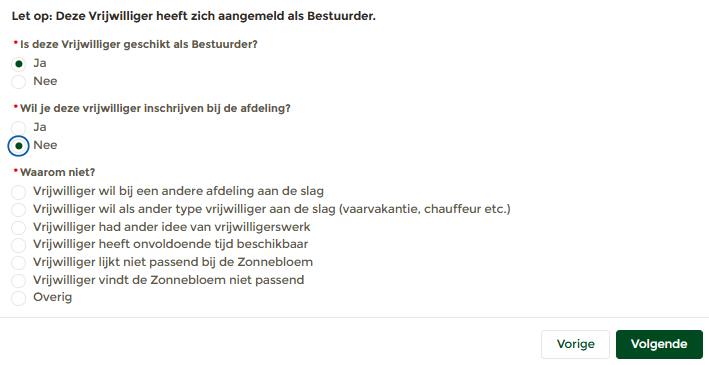 Let op: Deze Vrijwilliger heeft zich aangemeld als Bestuurder.
* Is deze Vrijwilliger geschikt als Bestuurder?
Ja
Nee
* Wil je deze vrijwilliger inschrijven bij de afdeling?
Ja
Nee
* Waarom niet?
Vrijwilliger wil bij een andere afdeling aan de slag
Vrijwilliger wil als ander type vrijwilliger aan de slag (vaarvakantie, chauffeur etc.)
Vrijwilliger had ander idee van vrijwilligerswerk
Vrijwilliger heeft onvoldoende tijd beschikbaar
Vrijwilliger lijkt niet passend bij de Zonnebloem
Vrijwilliger vindt de Zonnebloem niet passend
Overig
Vorige
Volgende